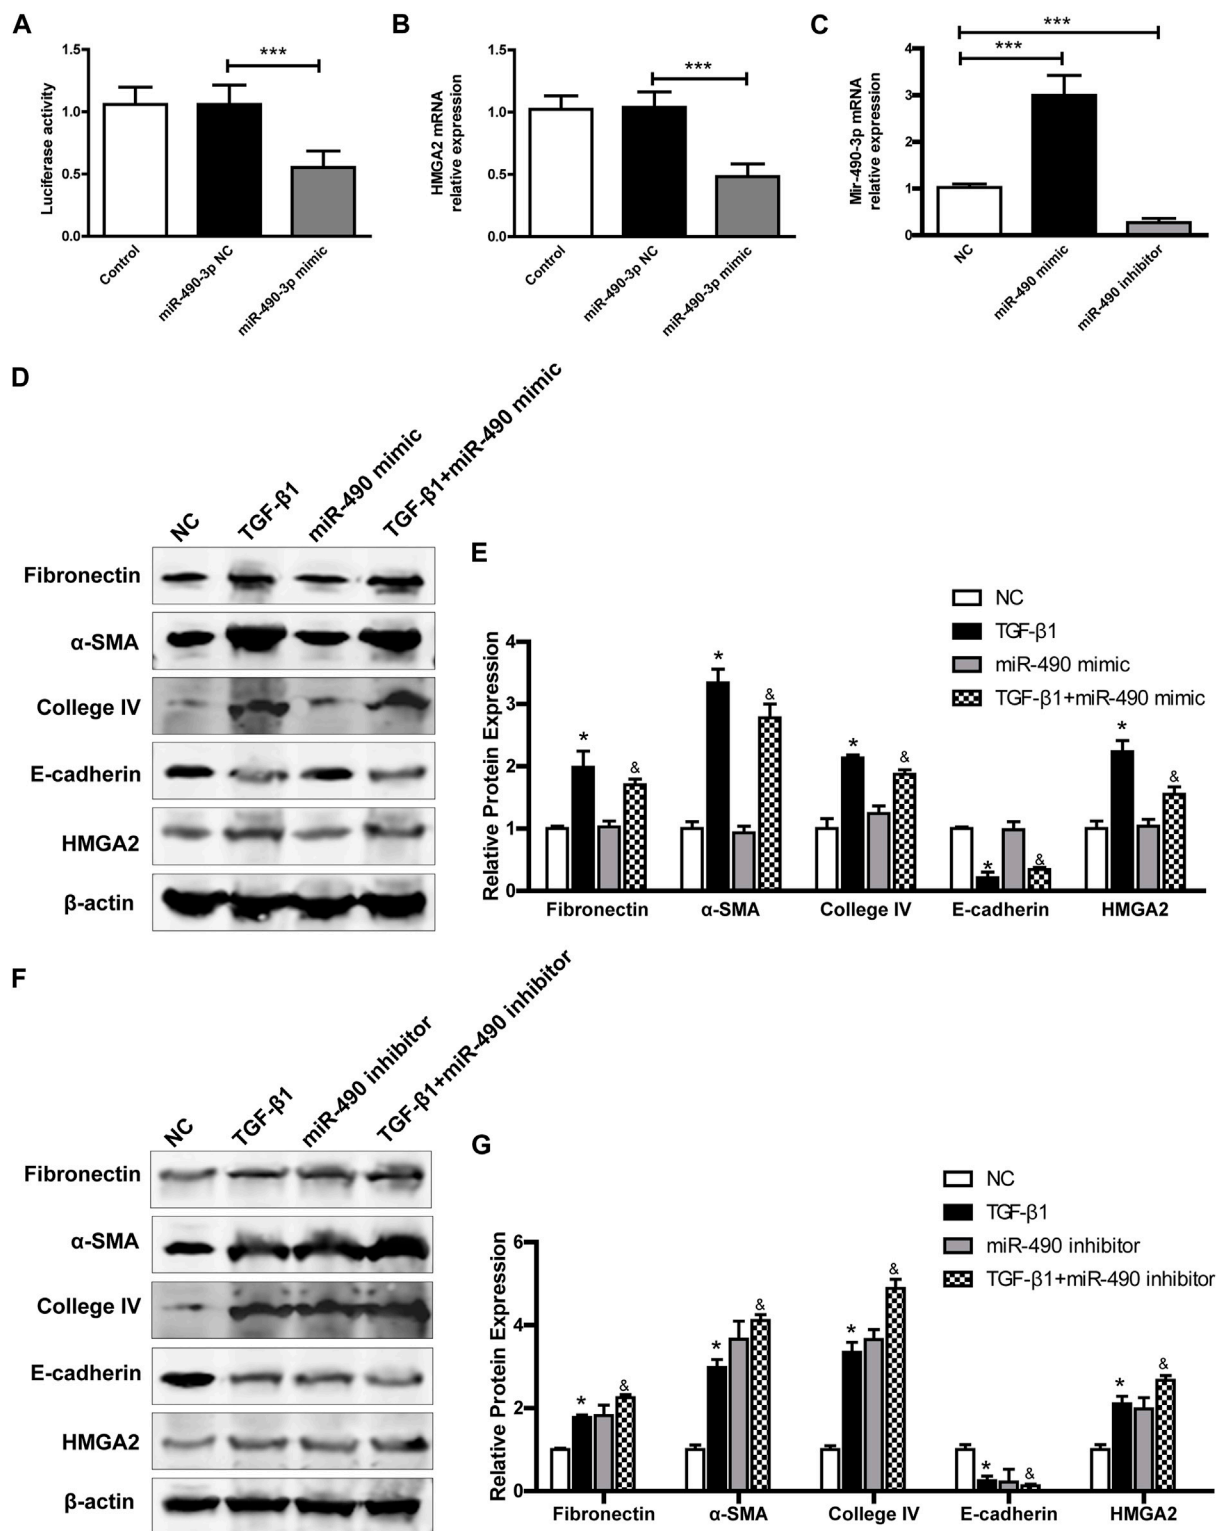 A
Luciferase activity
1.5
1.0
0.5
0.0
***
Control
miR-490-3p NC
miR-490-3p mimic
B
HMGA2 mRNA
relative expression
1.5
1.0
0.5
0.0
***
Control
miR-490-3p NC
miR-490-3p mimic
C
Mir-490-3p mRNA
relative expression
4
3
2
1
0
***
***
NC
miR-490 mimic
miR-490 inhibitor
D
NC
TGF-β1
miR-490 mimic
TGF-β1+miR-490 mimic
Fibronectin
α-SMA
College IV
E-cadherin
HMGA2
β-actin
E
NC
TGF-β1
miR-490 mimic
TGF-β1+miR-490 mimic
Relative Protein Expression
4
3
2
1
0
* &
* &
* &
* &
* &
Fibronectin
α-SMA
College IV
E-cadherin
HMGA2
F
NC
TGF-β1
miR-490 inhibitor
TGF-β1+miR-490 inhibitor
Fibronectin
α-SMA
College IV
E-cadherin
HMGA2
β-actin
G
NC
TGF-β1
miR-490 inhibitor
TGF-β1+miR-490 inhibitor
Relative Protein Expression
6
4
2
0
* &
* &
* &
* &
* &
Fibronectin
α-SMA
College IV
E-cadherin
HMGA2